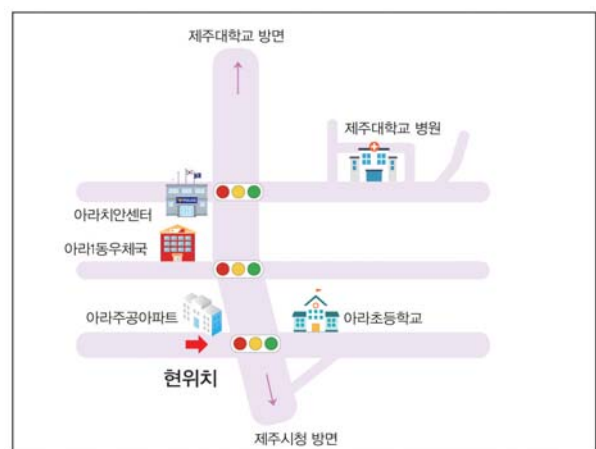 제주대학교 방면
제주대학교 병원
아라치안센터
아라1동우체국
아라주공아파트
아라초등학교
현위치
제주시청 방면